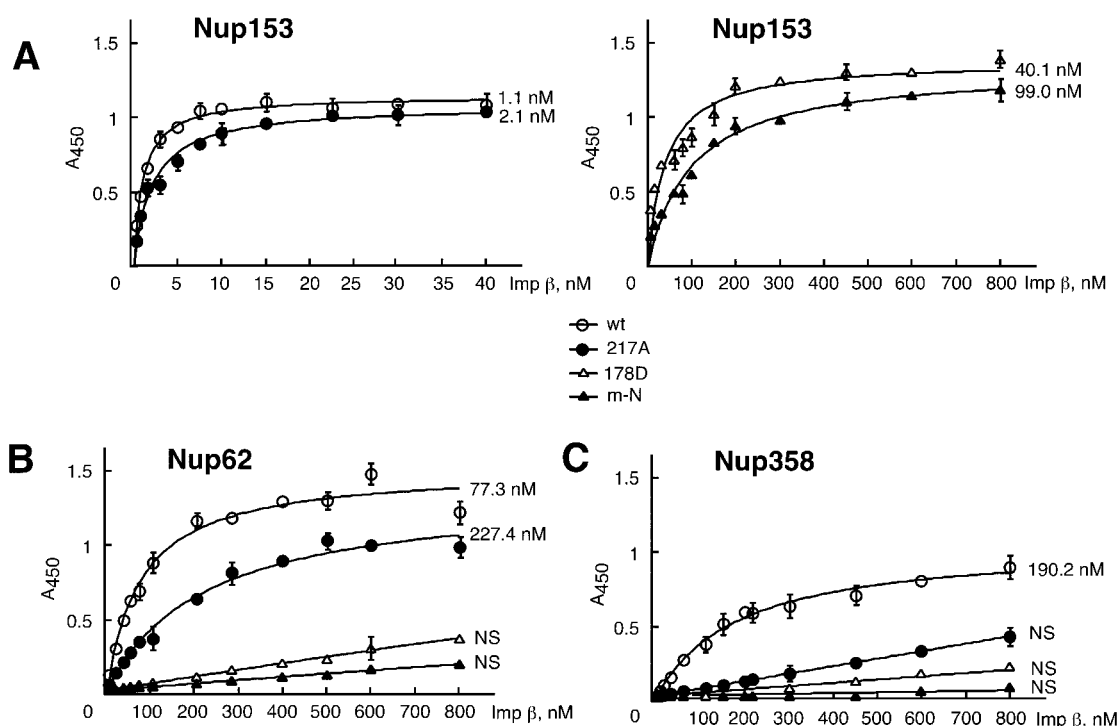 A
Nup153
1.5
1
0.5
A450
1.1 nM
2.1 nM
0 5 10 15 20 25 30 35 40 Imp β, nM
Nup153
1.5
1
0.5
A450
40.1 nM
99.0 nM
0 100 200 300 400 500 600 700 800 Imp β, nM
wt
217A
178D
m-N
B
Nup62
1.5
1
0.5
A450
77.3 nM
227.4 nM
NS
NS
0 100 200 300 400 500 600 700 800 Imp β, nM
C
Nup358
1.5
1
0.5
A450
190.2 nM
NS
NS
NS
0 100 200 300 400 500 600 700 800 Imp β, nM